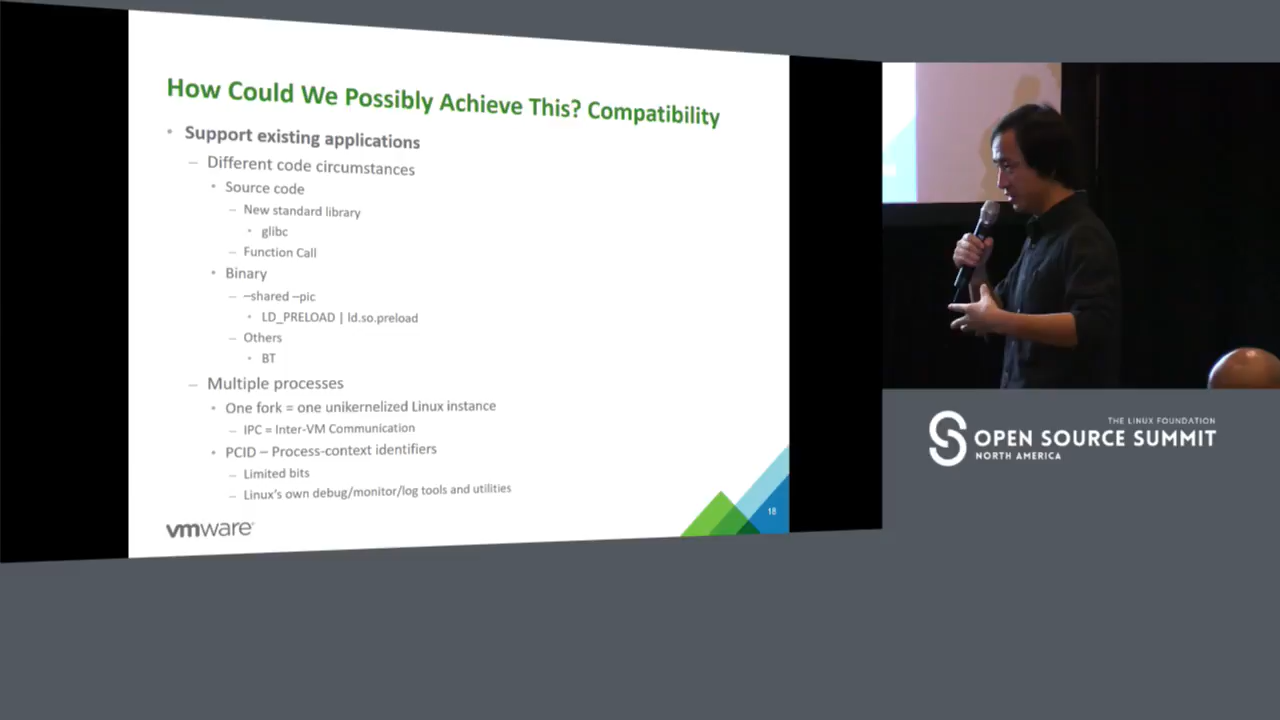 How Could We Possibly Achieve This? Compatibility
• Support existing applications
– Different code circumstances
• Source code
– New standard library
• glibc
– Function Call
• Binary
– –shared –pic
• LD_PRELOAD | ld.so.preload
– Others
• BT
– Multiple processes
• One fork = one unikernelized Linux instance
– IPC = Inter-VM Communication
• PCID – Process-context identifiers
– Limited bits
– Linux's own debug/monitor/log tools and utilities
vmware
18
THE LINUX FOUNDATION
OPEN SOURCE SUMMIT
NORTH AMERICA